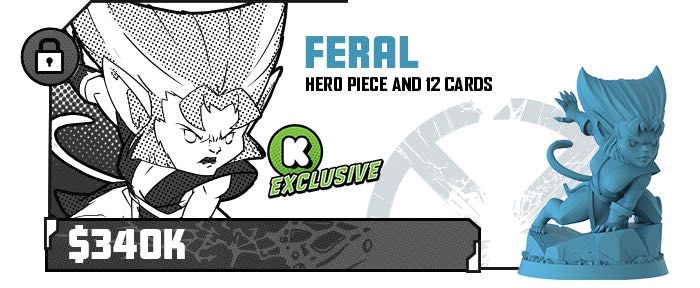 FERAL
HERO PIECE AND 12 CARDS
K
EXCLUSIVE
$340K